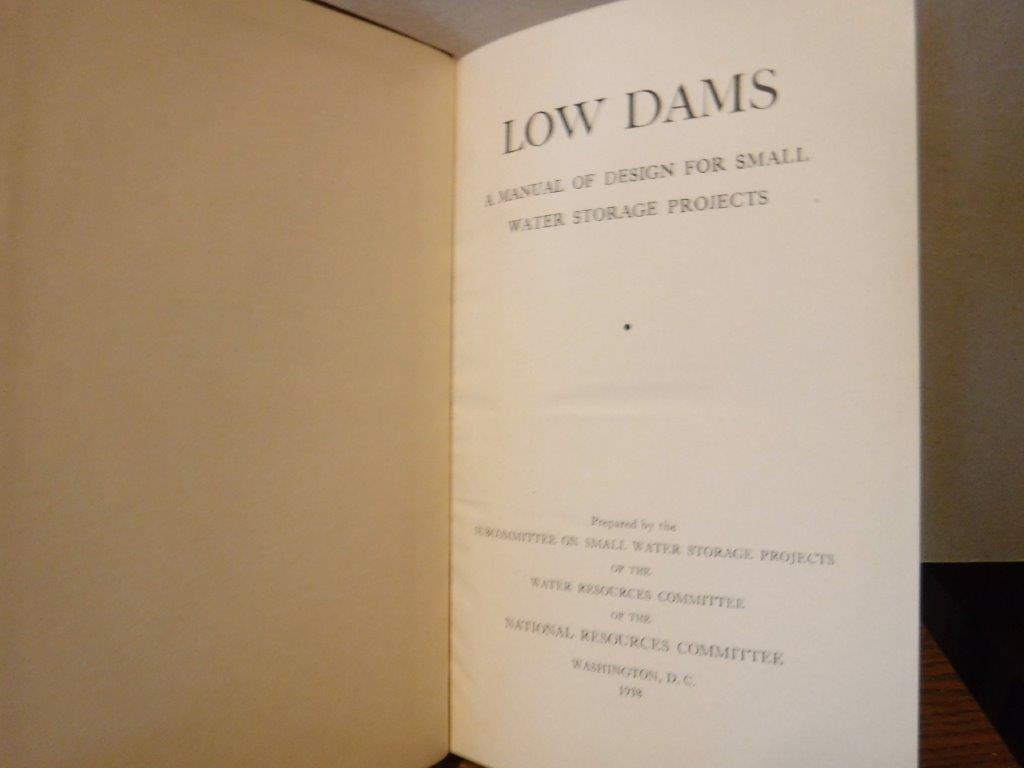 LOW DAMS
A MANUAL OF DESIGN FOR SMALL
WATER STORAGE PROJECTS
Prepared by the
SUBCOMMITTEE ON SMALL WATER STORAGE PROJECTS
OF THE
WATER RESOURCES COMMITTEE
OF THE
NATIONAL RESOURCES COMMITTEE
WASHINGTON, D. C.
1938